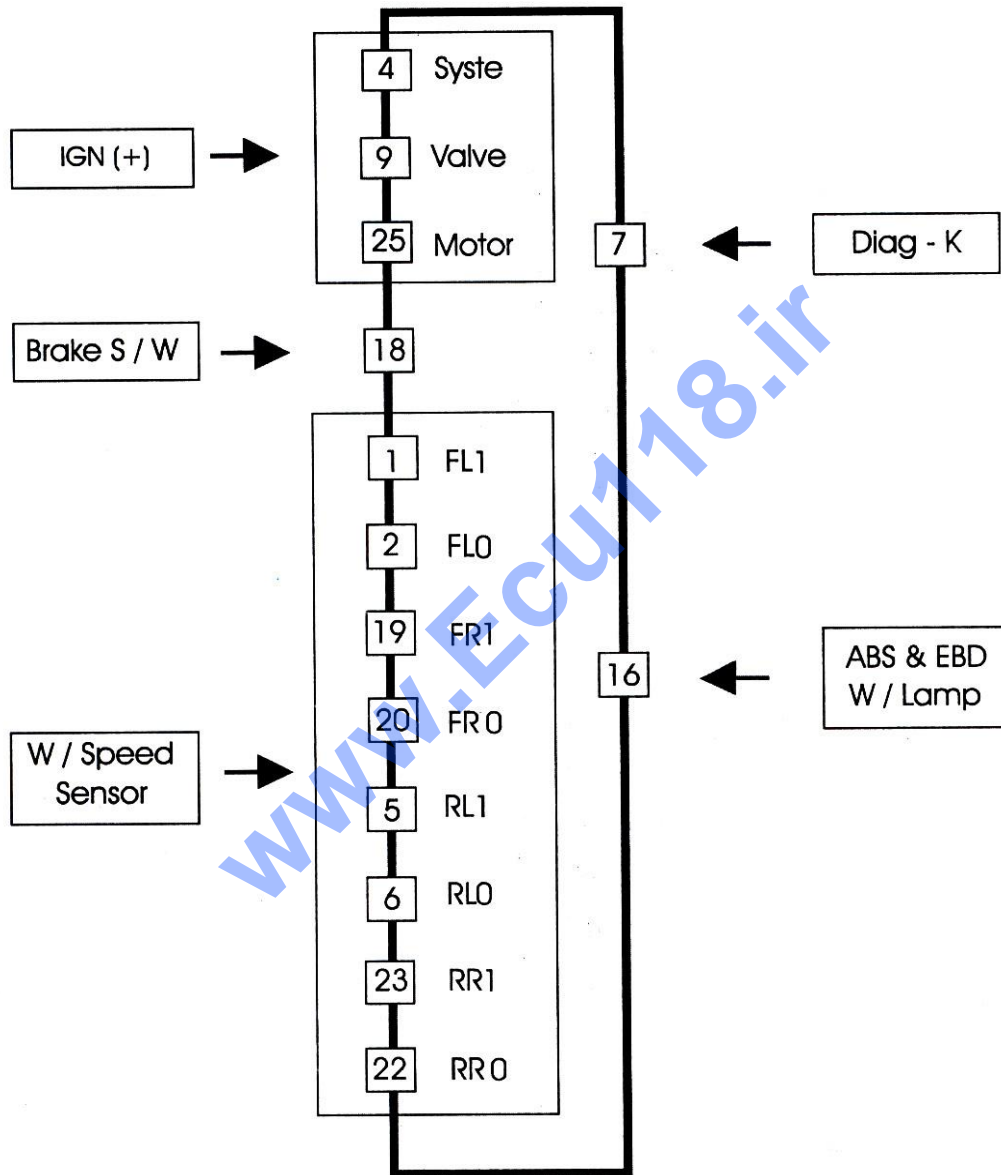 4 Syste
IGN (+)
9 Valve
25 Motor
7
Diag - K
Brake S / W
18
1 FL1
2 FL0
19 FR1
20 FR0
W / Speed
Sensor
5 RL1
6 RL0
23 RR1
22 RR0
16
ABS & EBD
W / Lamp
www.Ecu118.ir